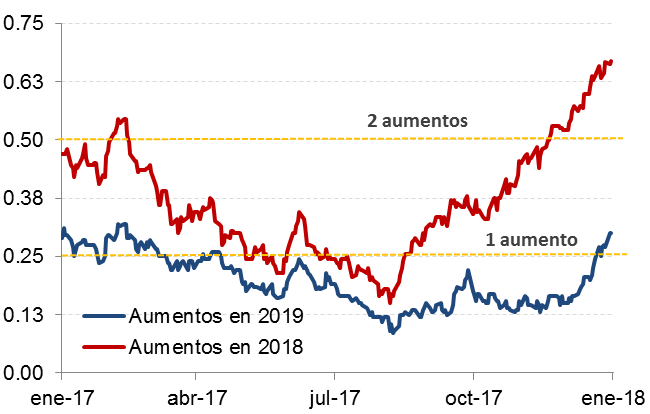 0.75
0.63
0.50
2 aumentos
0.38
0.25
1 aumento
0.13
Aumentos en 2019
Aumentos en 2018
0.00
ene-17 abr-17 jul-17 oct-17 ene-18